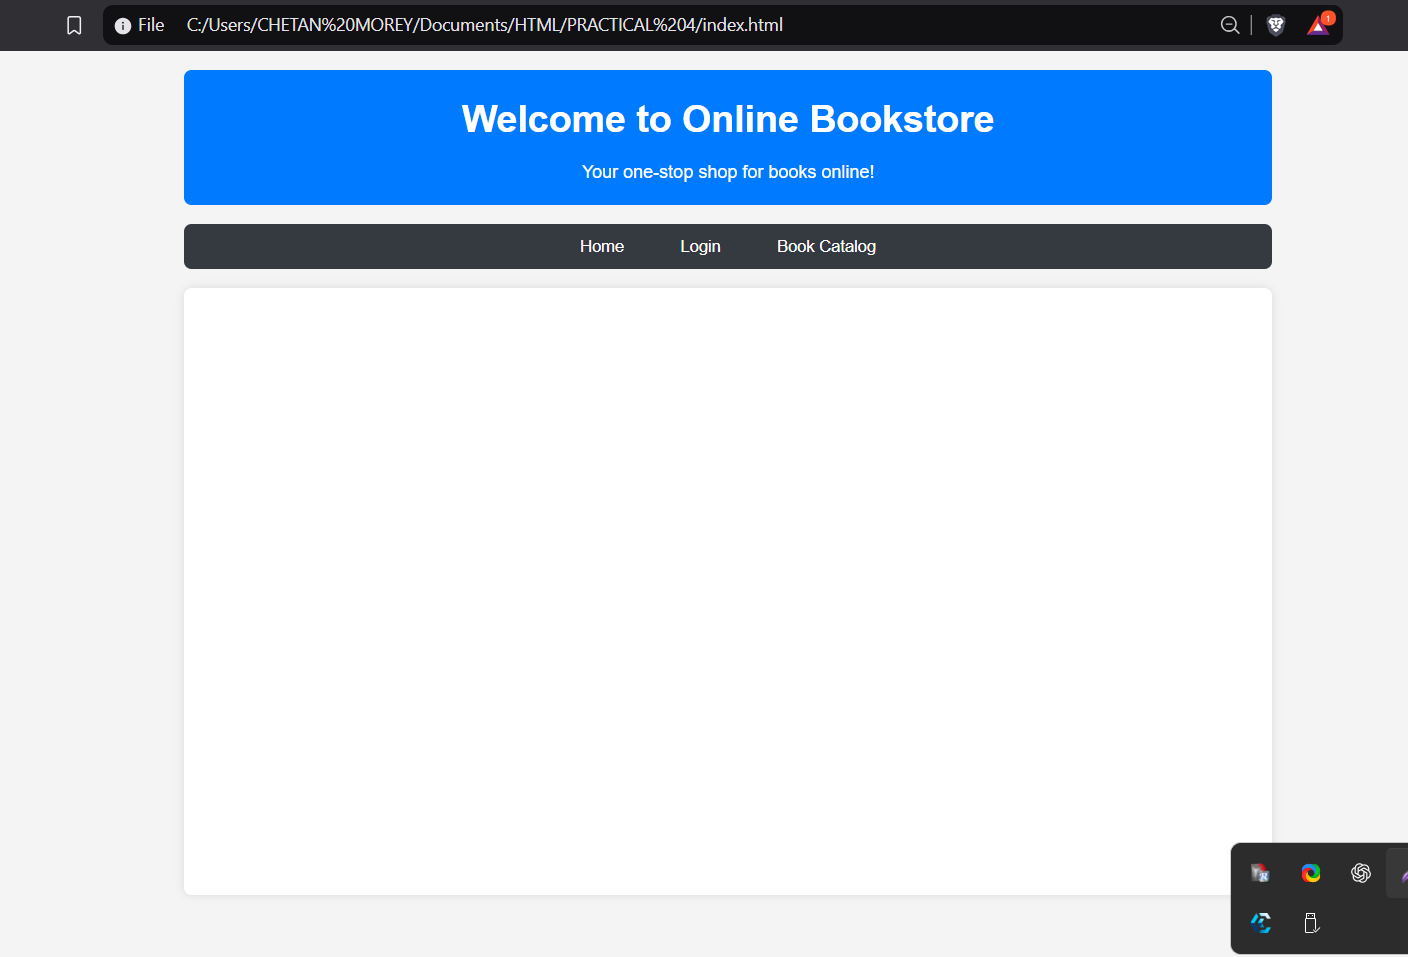 File C:/Users/CHETAN%20MOREY/Documents/HTML/PRACTICAL%204/index.html
1
Welcome to Online Bookstore
Your one-stop shop for books online!
Home Login Book Catalog